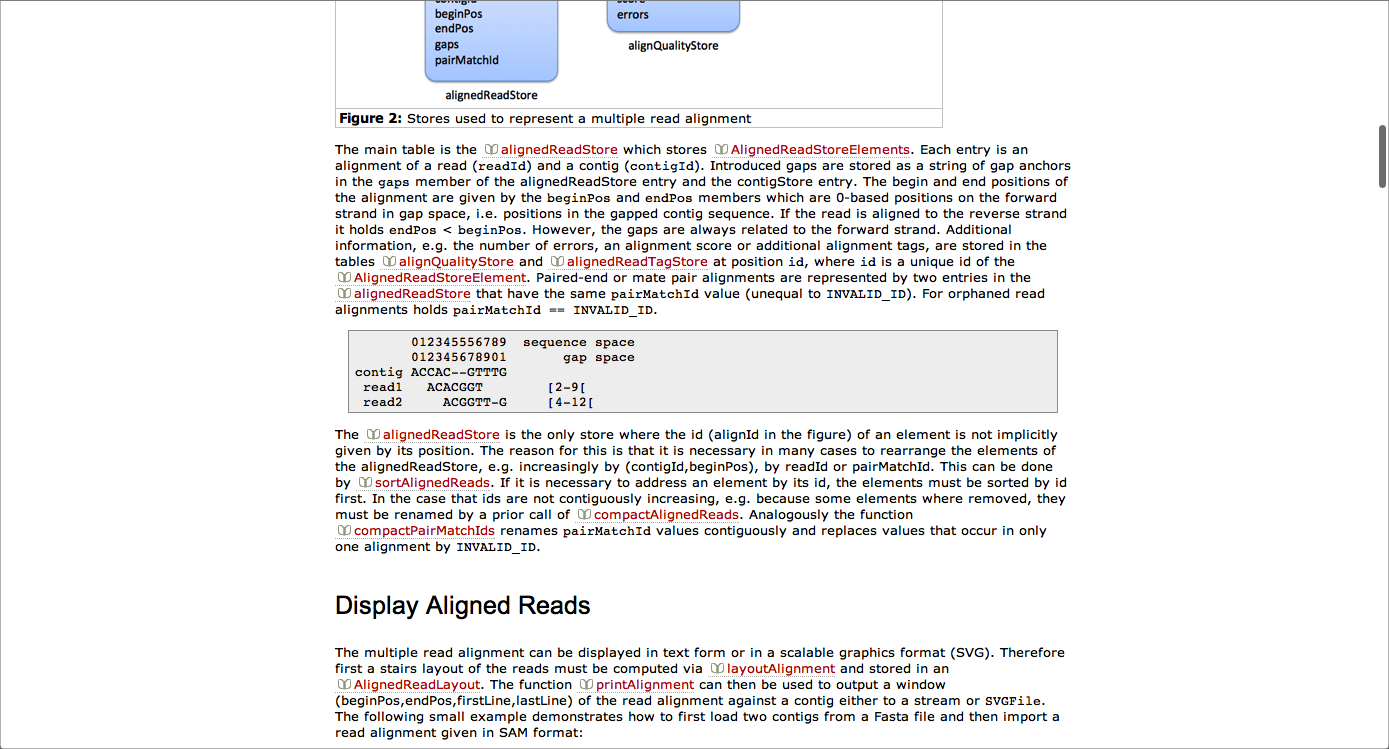 beginPos
endPos
gaps
pairMatchId
alignedReadStore
errors
alignQualityStore
Figure 2: Stores used to represent a multiple read alignment
The main table is the alignedReadStore which stores AlignedReadStoreElements. Each entry is an
alignment of a read (readId) and a contig (contigId). Introduced gaps are stored as a string of gap anchors
in the gaps member of the alignedReadStore entry and the contigStore entry. The begin and end positions of
the alignment are given by the beginPos and endPos members which are 0-based positions on the forward
strand in gap space, i.e. positions in the gapped contig sequence. If the read is aligned to the reverse strand
it holds endPos < beginPos. However, the gaps are always related to the forward strand. Additional
information, e.g. the number of errors, an alignment score or additional alignment tags, are stored in the
tables alignQualityStore and alignedReadTagStore at position id, where id is a unique id of the
AlignedReadStoreElement. Paired-end or mate pair alignments are represented by two entries in the
alignedReadStore that have the same pairMatchId value (unequal to INVALID_ID). For orphaned read
alignments holds pairMatchId == INVALID_ID.
012345556789 sequence space
012345678901 gap space
contig ACCAC--GTTTG
read1 ACACGGT [2-9[
read2 ACGGTT-G [4-12[
The alignedReadStore is the only store where the id (alignId in the figure) of an element is not implicitly
given by its position. The reason for this is that it is necessary in many cases to rearrange the elements of
the alignedReadStore, e.g. increasingly by (contigId,beginPos), by readId or pairMatchId. This can be done
by sortAlignedReads. If it is necessary to address an element by its id, the elements must be sorted by id
first. In the case that ids are not contiguously increasing, e.g. because some elements where removed, they
must be renamed by a prior call of compactAlignedReads. Analogously the function
compactPairMatchIds renames pairMatchId values contiguously and replaces values that occur in only
one alignment by INVALID_ID.
Display Aligned Reads
The multiple read alignment can be displayed in text form or in a scalable graphics format (SVG). Therefore
first a stairs layout of the reads must be computed via layoutAlignment and stored in an
AlignedReadLayout. The function printAlignment can then be used to output a window
(beginPos,endPos,firstLine,lastLine) of the read alignment against a contig either to a stream or SVGFile.
The following small example demonstrates how to first load two contigs from a Fasta file and then import a
read alignment given in SAM format: